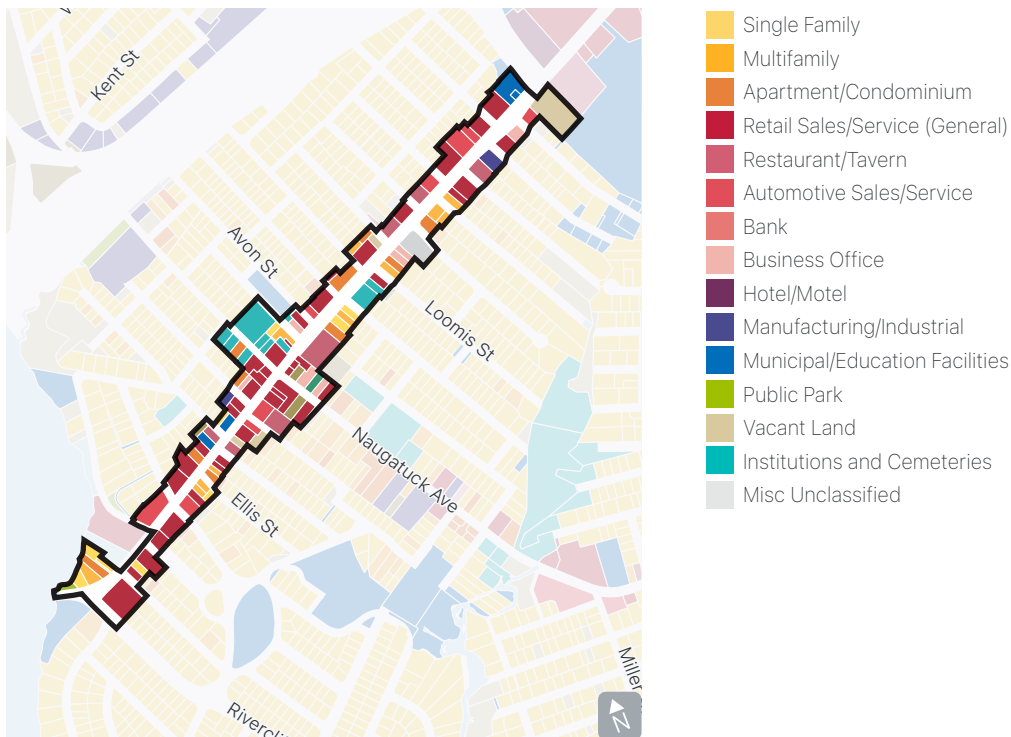 Kent St
Avon St
Loomis St
Naugatuck Ave
Ellis St
Miller
N
Single Family
Multifamily
Apartment/Condominium
Retail Sales/Service (General)
Restaurant/Tavern
Automotive Sales/Service
Bank
Business Office
Hotel/Motel
Manufacturing/Industrial
Municipal/Education Facilities
Public Park
Vacant Land
Institutions and Cemeteries
Misc Unclassified